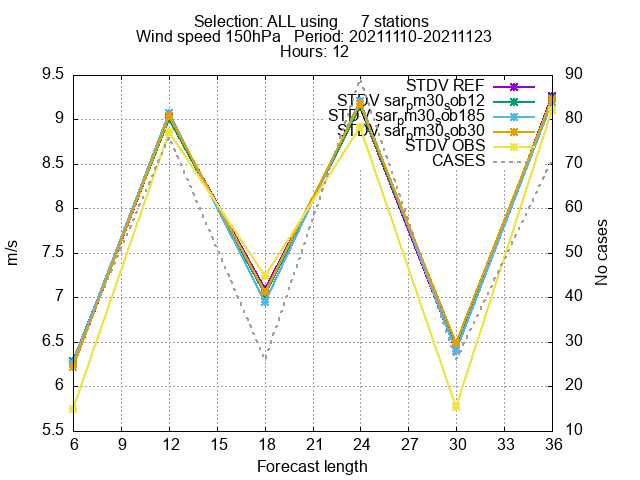 Selection: ALL using     7 stations
Wind speed 150hPa   Period: 20211110-20211123
Hours: 12
9.5
9
8.5
8
7.5
7
6.5
6
5.5
m/s
90
80
70
60
50
40
30
20
10
No cases
STDV REF
STDV sar_pm30_sob12
STDV sar_pm30_sob185
STDV sar_pm30_sob30
STDV OBS
CASES
6 9 12 15 18 21 24 27 30 33 36
Forecast length